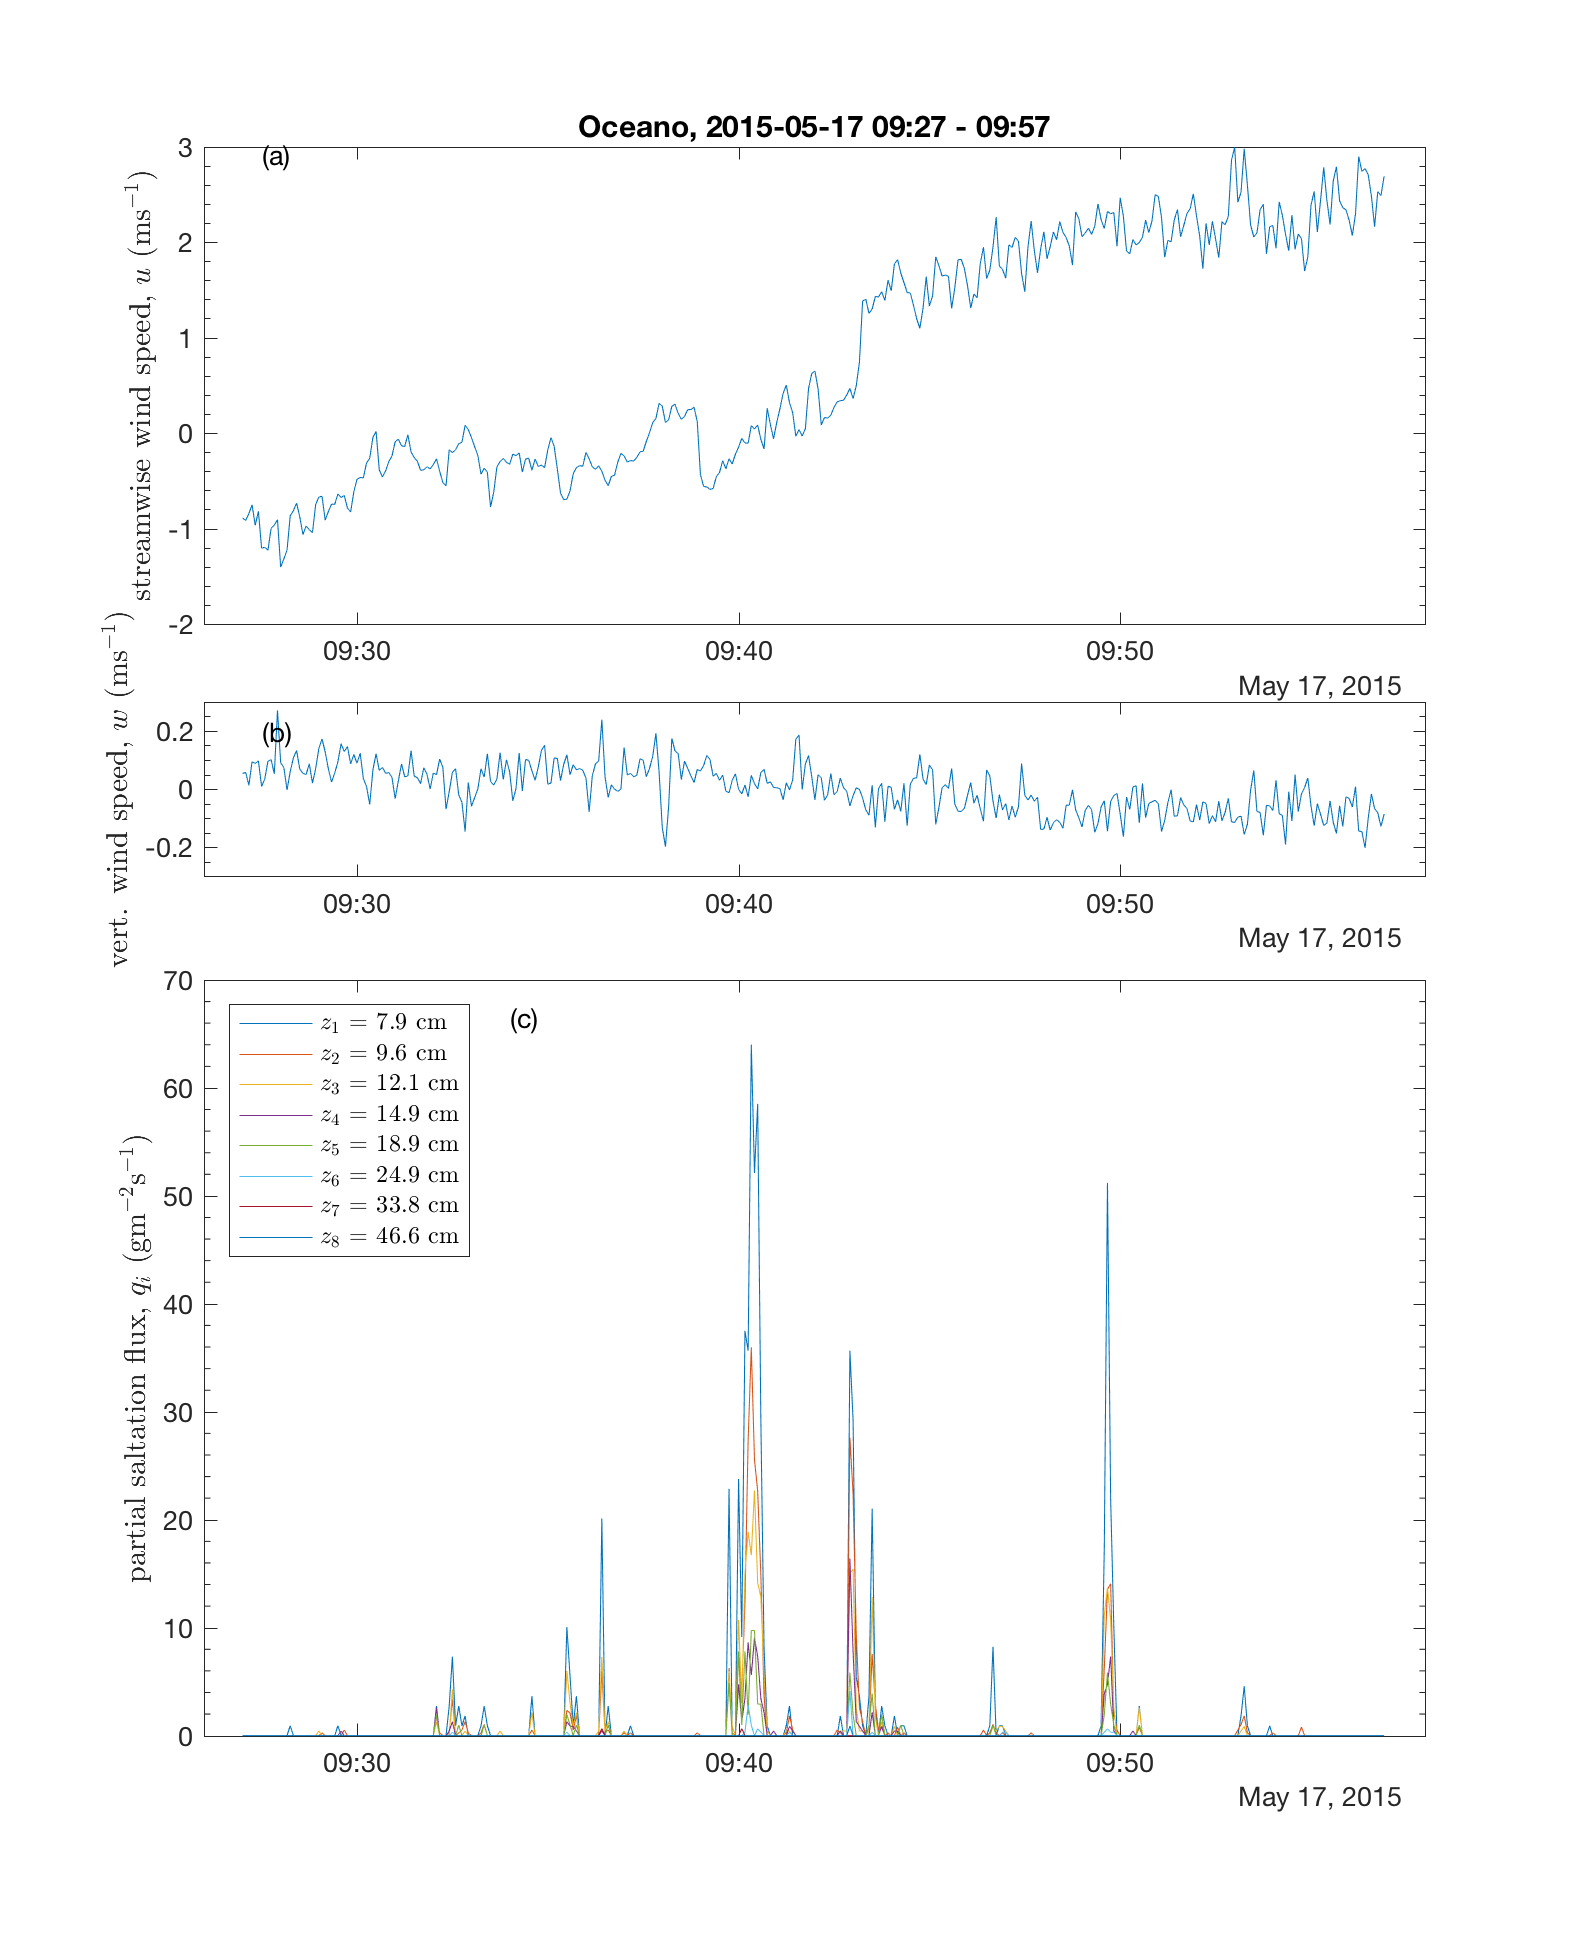 Oceano, 2015-05-17 09:27 - 09:57
(a)
streamwise wind speed, u (ms⁻¹)
3
2
1
0
-1
-2
09:30 09:40 09:50
May 17, 2015
(b)
vert. wind speed, w (ms⁻¹)
0.2
0
-0.2
09:30 09:40 09:50
May 17, 2015
(c)
partial saltation flux, qᵢ (gm⁻²s⁻¹)
70
60
50
40
30
20
10
0
z₁ = 7.9 cm
z₂ = 9.6 cm
z₃ = 12.1 cm
z₄ = 14.9 cm
z₅ = 18.9 cm
z₆ = 24.9 cm
z₇ = 33.8 cm
z₈ = 46.6 cm
09:30 09:40 09:50
May 17, 2015